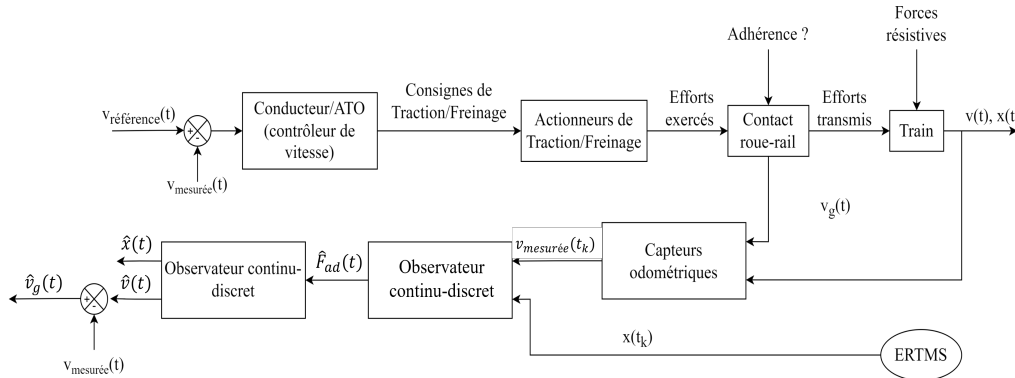 Forces
résistives
Adhérence ?
v_référence(t)
+
-
v_mesurée(t)
Conducteur/ATO
(contrôleur de
vitesse)
Consignes de
Traction/Freinage
Actionneurs de
Traction/Freinage
Efforts
exercés
Contact
roue-rail
Efforts
transmis
Train
v(t), x(t
v_g(t)
Capteurs
odométriques
v_mesurée(t_k)
Observateur
continu-discret
F̂_ad(t)
Observateur continu-
discret
x̂(t)
v̂(t)
v̂_g(t)
+
-
v_mesurée(t)
x(t_k)
ERTMS